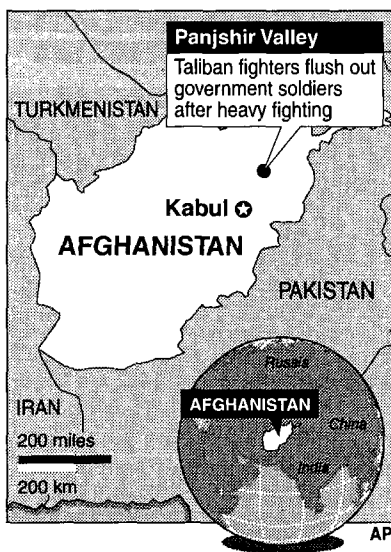 Panjshir Valley
Taliban fighters flush out
government soldiers
after heavy fighting
TURKMENISTAN
Kabul
AFGHANISTAN
PAKISTAN
Russia
IRAN
AFGHANISTAN
China
200 miles
India
200 km
AP